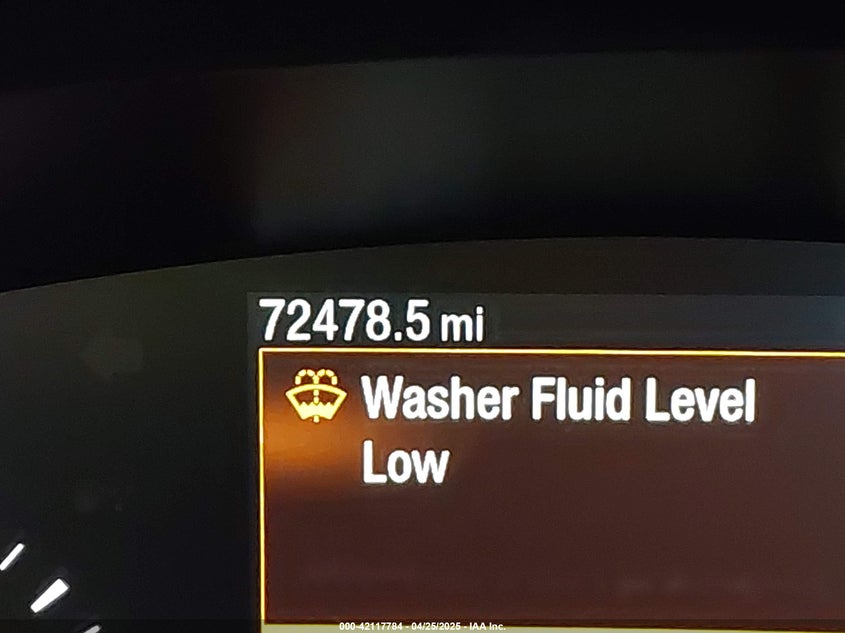 72478.5 mi
Washer Fluid Level
Low
000-42117784 - 04/25/2025 - IAA Inc.